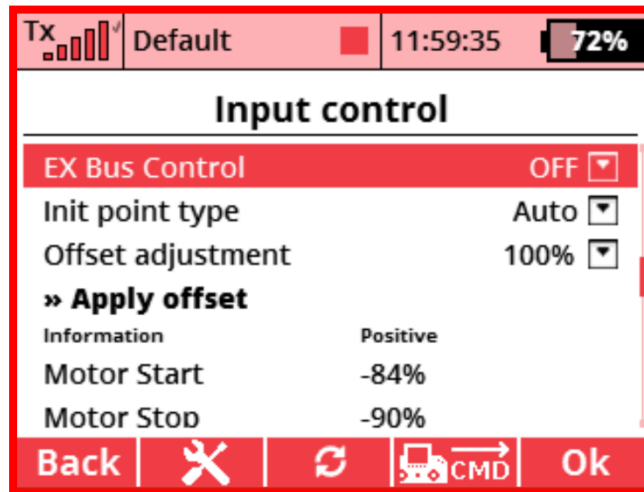 Tx Default 11:59:35 72%
Input control
EX Bus Control OFF
Init point type Auto
Offset adjustment 100%
» Apply offset
Information Positive
Motor Start -84%
Motor Stop -90%
Back CMD Ok